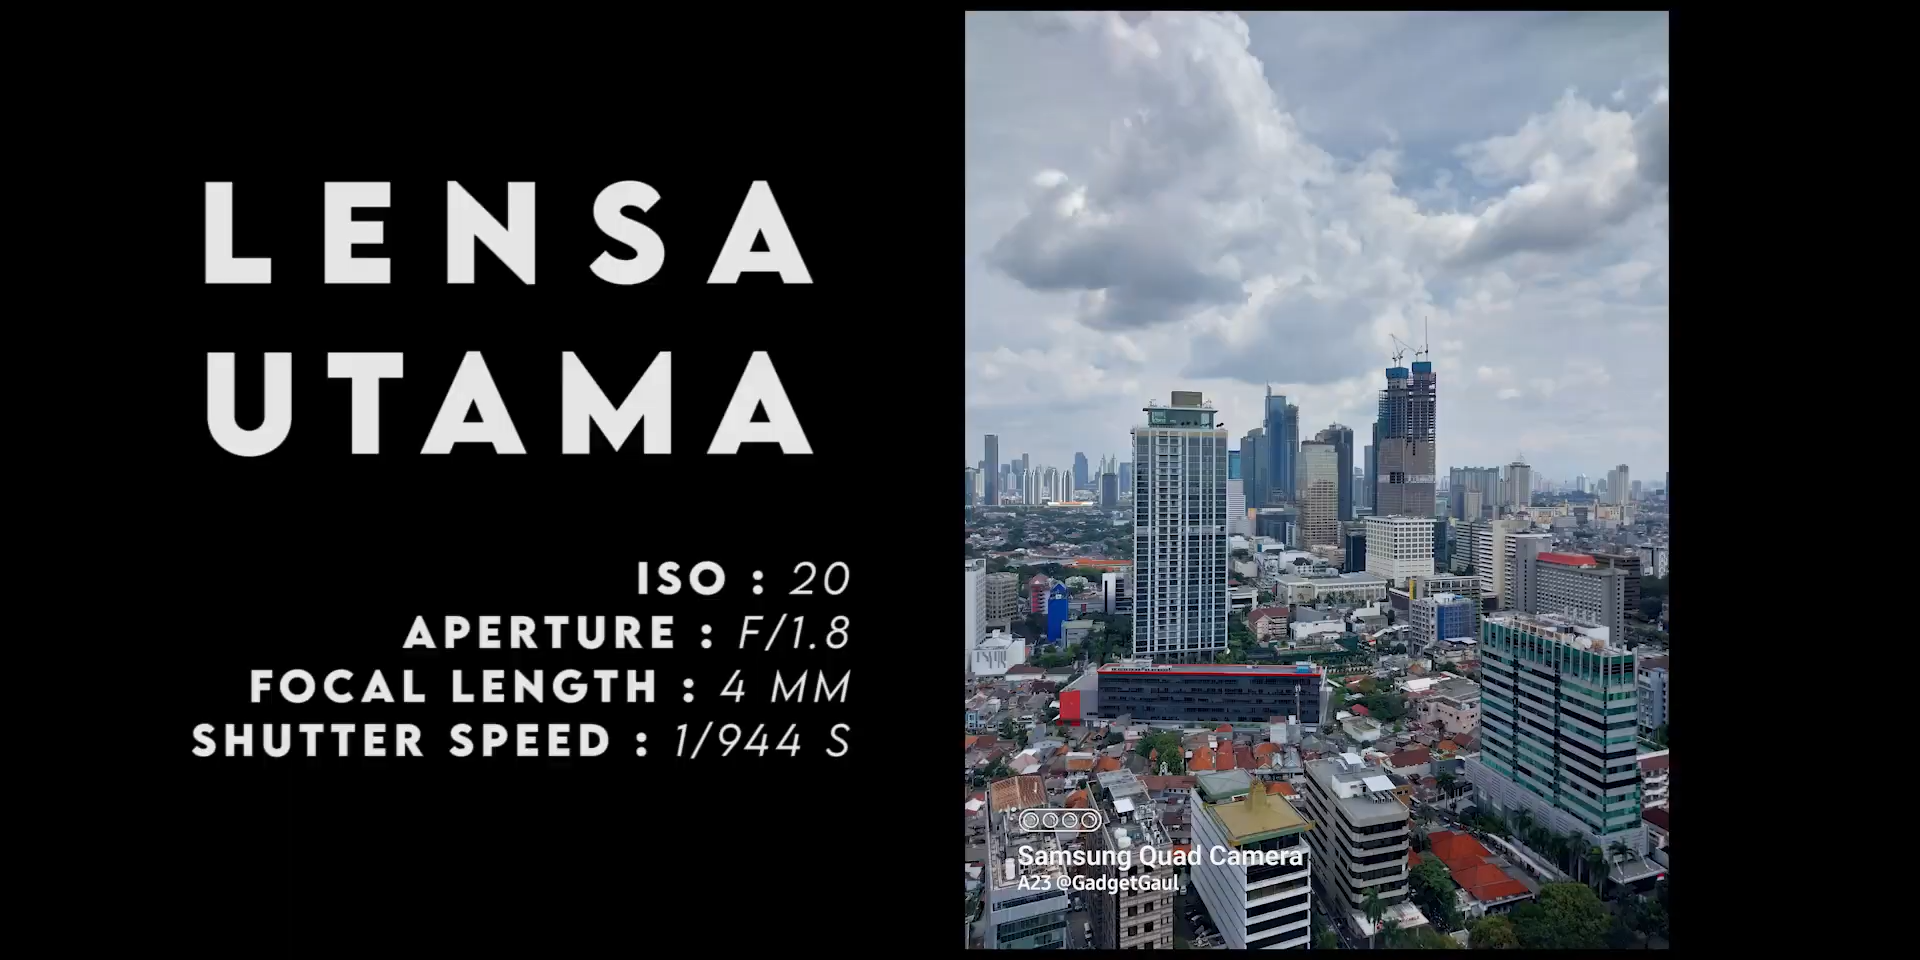 LENSA
UTAMA
ISO : 20
APERTURE : F/1.8
FOCAL LENGTH : 4 MM
SHUTTER SPEED : 1/944 S
Samsung Quad Camera
A23 @GadgetGaul